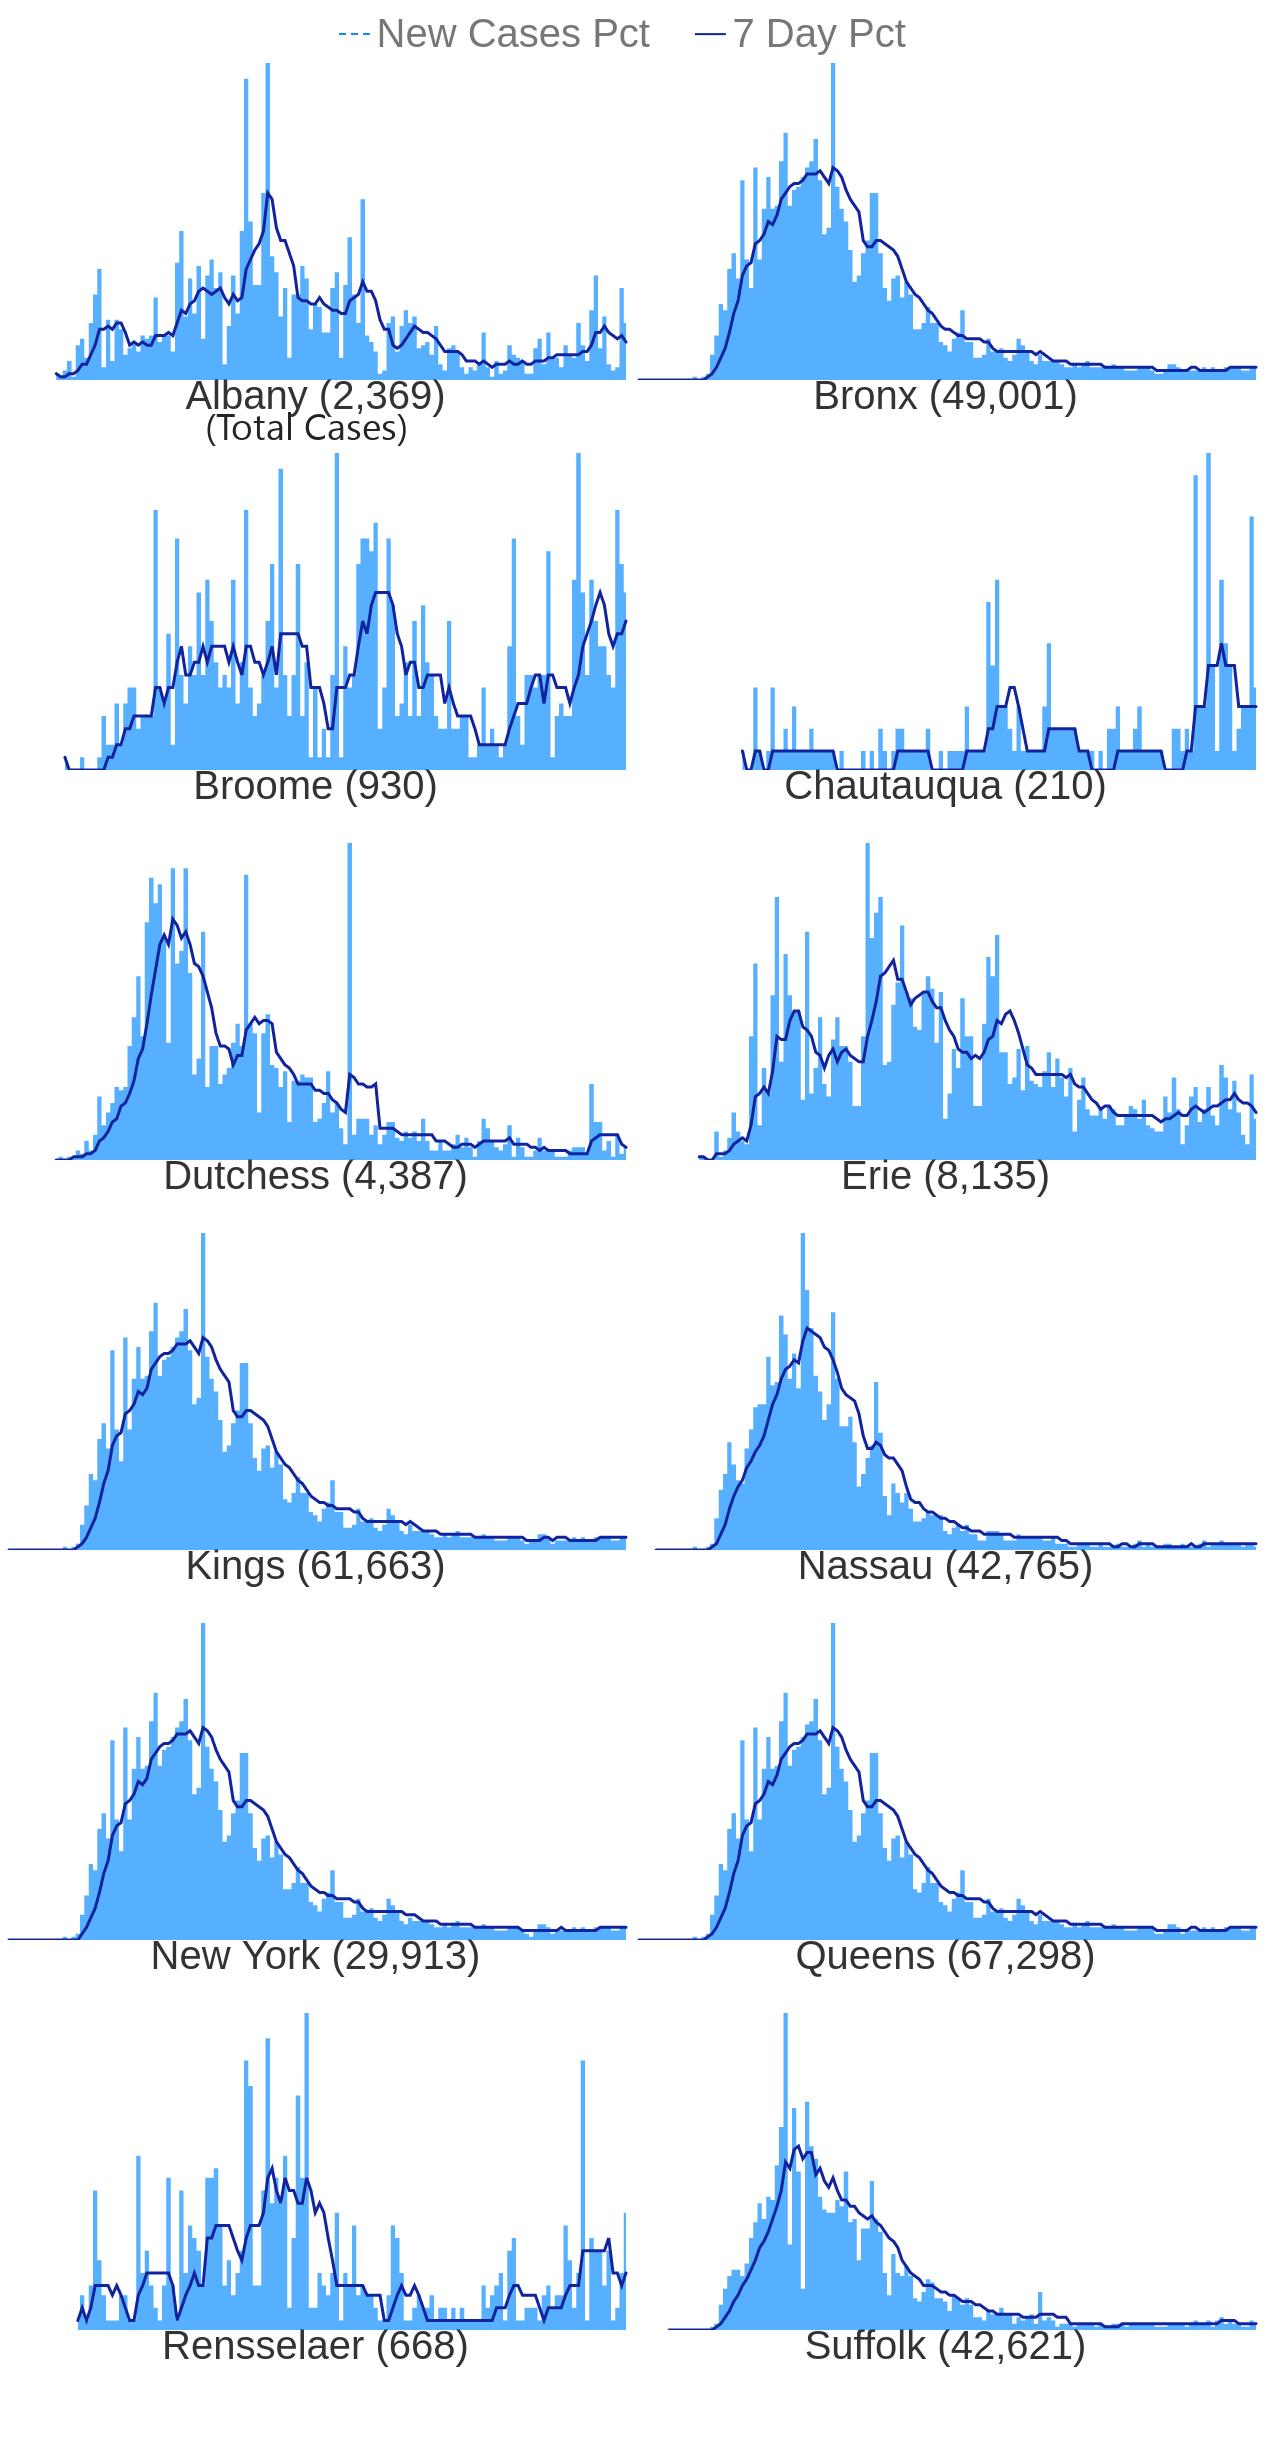 New Cases Pct 7 Day Pct
Albany (2,369) Bronx (49,001)
(Total Cases)
Broome (930) Chautauqua (210)
Dutchess (4,387) Erie (8,135)
Kings (61,663) Nassau (42,765)
New York (29,913) Queens (67,298)
Rensselaer (668) Suffolk (42,621)